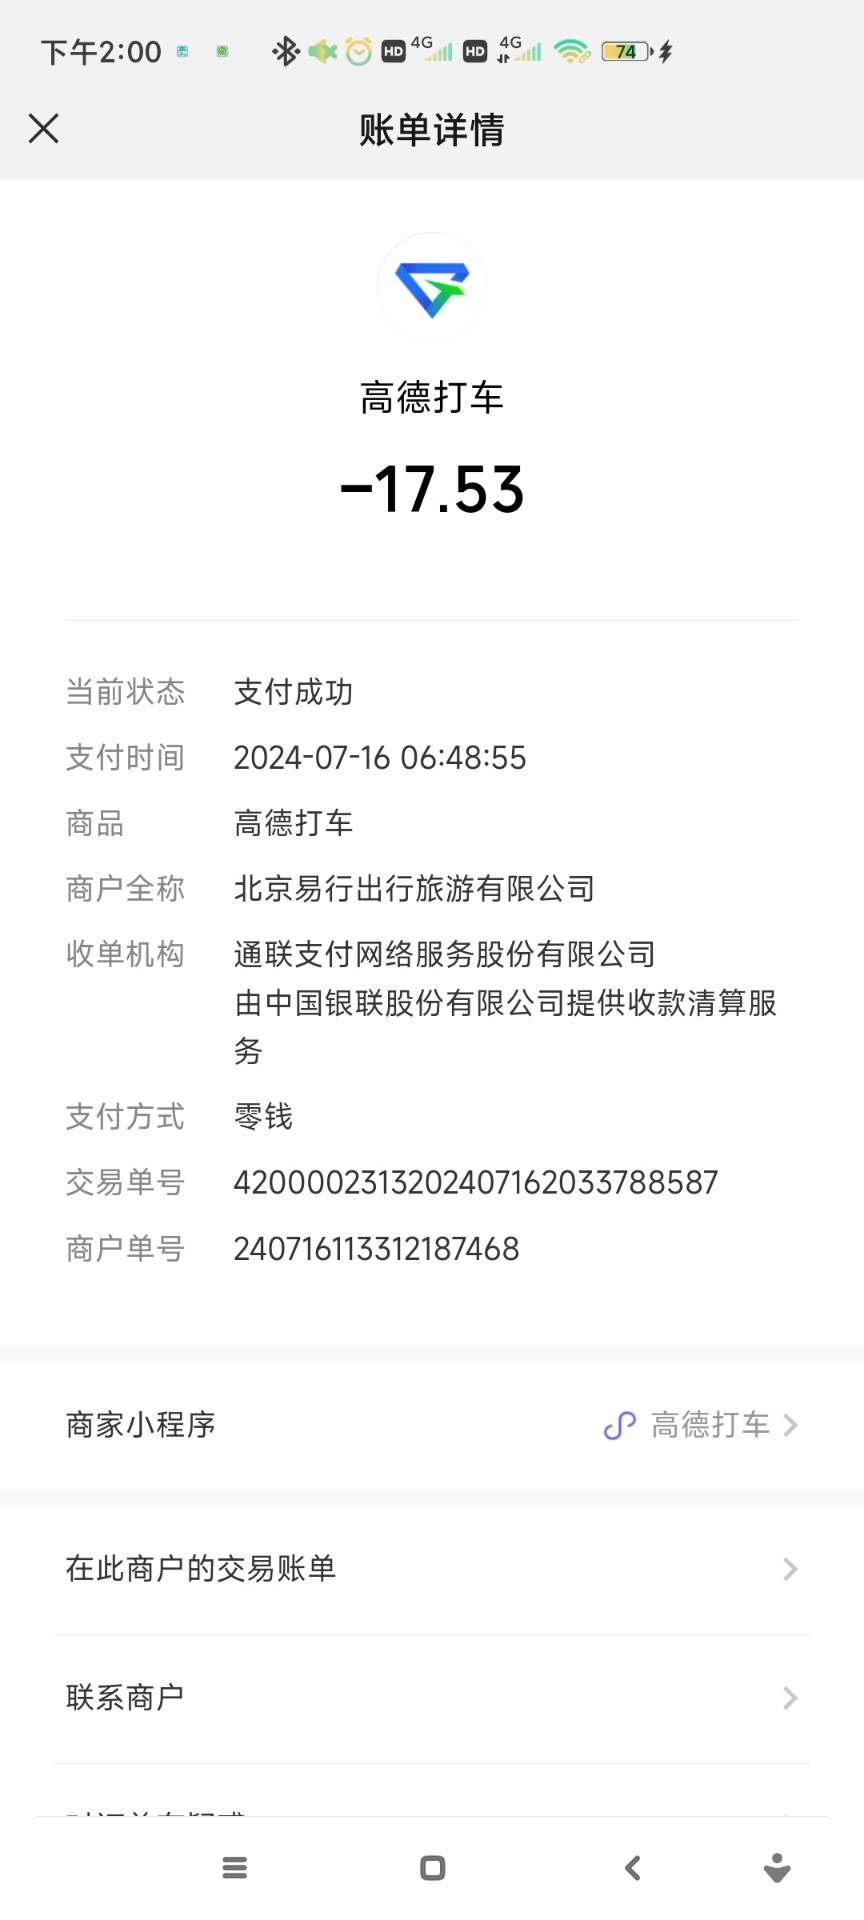 下午2:00
HD 4G HD 4G 74
账单详情
高德打车
-17.53
当前状态 支付成功
支付时间 2024-07-16 06:48:55
商品 高德打车
商户全称 北京易行出行旅游有限公司
收单机构 通联支付网络服务股份有限公司
由中国银联股份有限公司提供收款清算服
务
支付方式 零钱
交易单号 4200002313202407162033788587
商户单号 240716113312187468
商家小程序 高德打车
在此商户的交易账单
联系商户